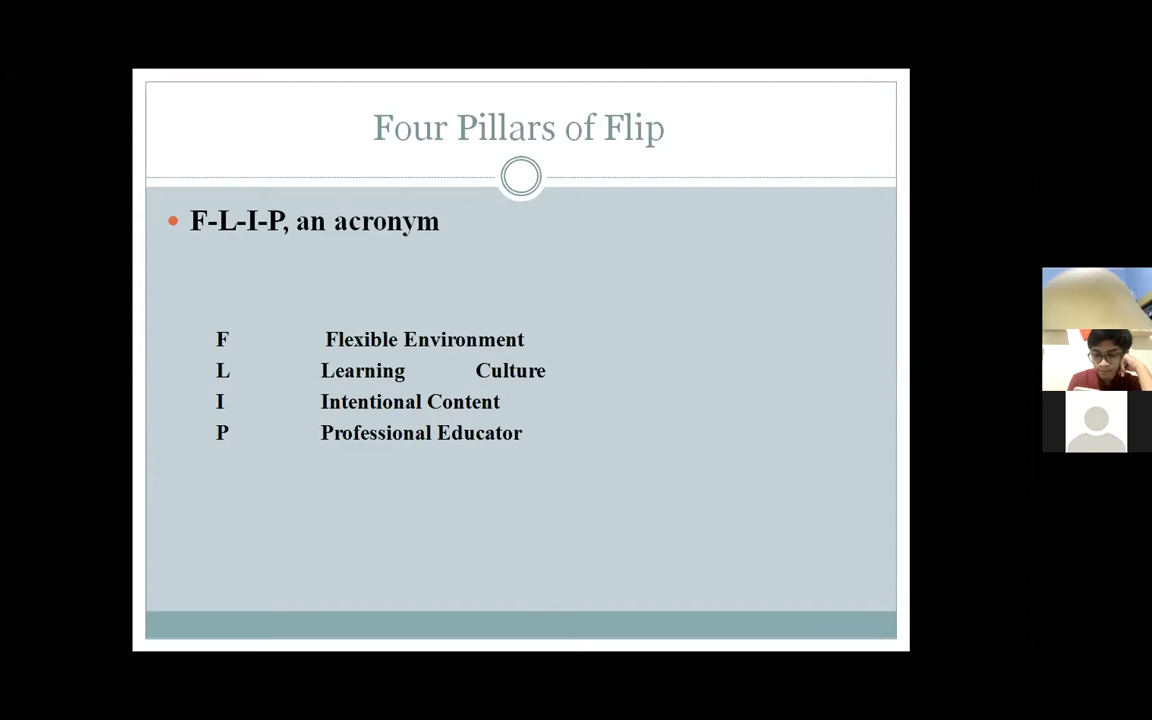 Four Pillars of Flip
F-L-I-P, an acronym
F Flexible Environment
L Learning Culture
I Intentional Content
P Professional Educator